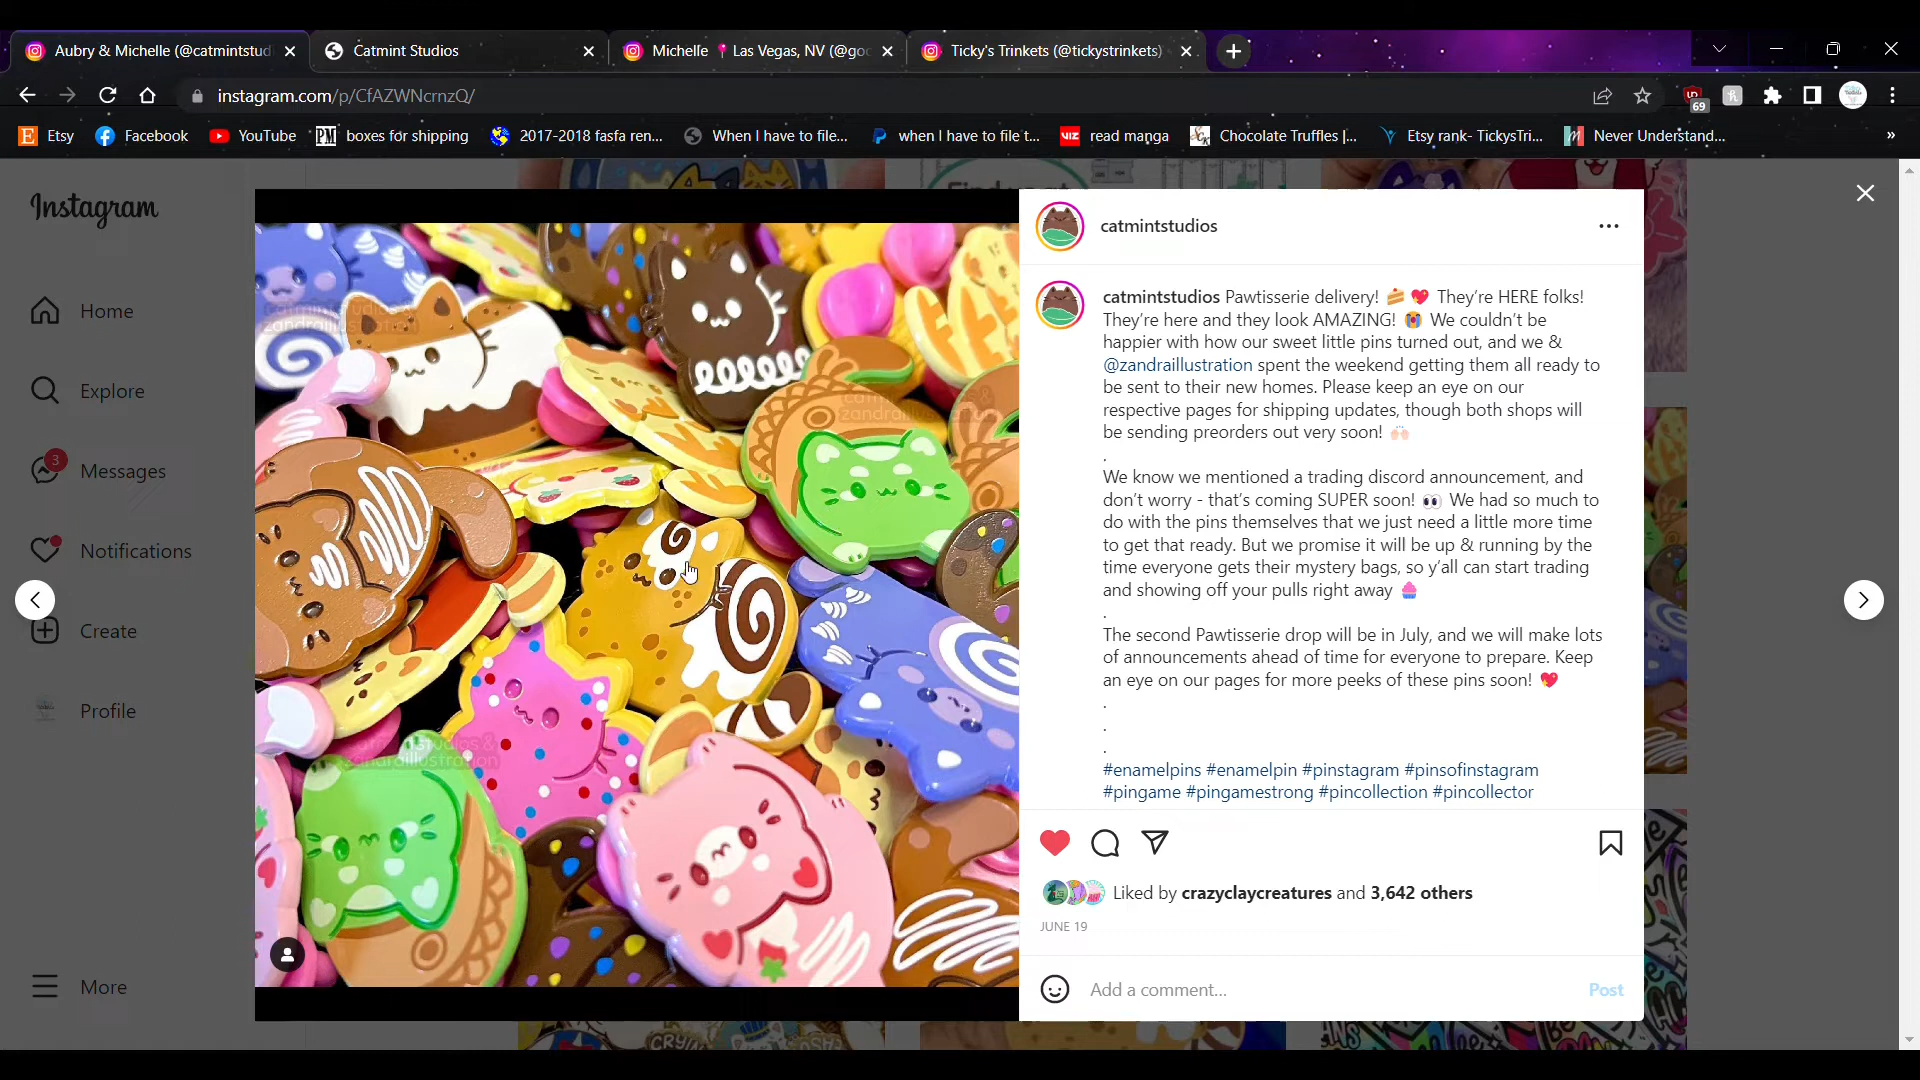 Aubry & Michelle (@catmintstud
Catmint Studios
Michelle 📍 Las Vegas, NV (@goo
Ticky's Trinkets (@tickystrinkets)
instagram.com/p/CfAZWNcrnzQ/
69
Etsy
Facebook
YouTube
PM boxes for shipping
2017-2018 fasfa ren...
When I have to file...
when I have to file t...
VIZ read manga
Chocolate Truffles |...
Etsy rank- TickysTri...
Never Understand...
»
Instagram
Home
Explore
3
Messages
Notifications
Create
Profile
More
catmintstudios &
zandraillustration
catmintstudios &
zandraillustration
catmintstudios
catmintstudios Pawtisserie delivery! 🍰 💖 They’re HERE folks!
They’re here and they look AMAZING! 😭 We couldn’t be
happier with how our sweet little pins turned out, and we &
@zandraillustration spent the weekend getting them all ready to
be sent to their new homes. Please keep an eye on our
respective pages for shipping updates, though both shops will
be sending preorders out very soon! 🙌🏻
.
We know we mentioned a trading discord announcement, and
don’t worry - that’s coming SUPER soon! 👀 We had so much to
do with the pins themselves that we just need a little more time
to get that ready. But we promise it will be up & running by the
time everyone gets their mystery bags, so y’all can start trading
and showing off your pulls right away 🧁
.
The second Pawtisserie drop will be in July, and we will make lots
of announcements ahead of time for everyone to prepare. Keep
an eye on our pages for more peeks of these pins soon! 💖
.
.
.
#enamelpins #enamelpin #pinstagram #pinsofinstagram
#pingame #pingamestrong #pincollection #pincollector
Liked by crazyclaycreatures and 3,642 others
JUNE 19
Add a comment...
Post